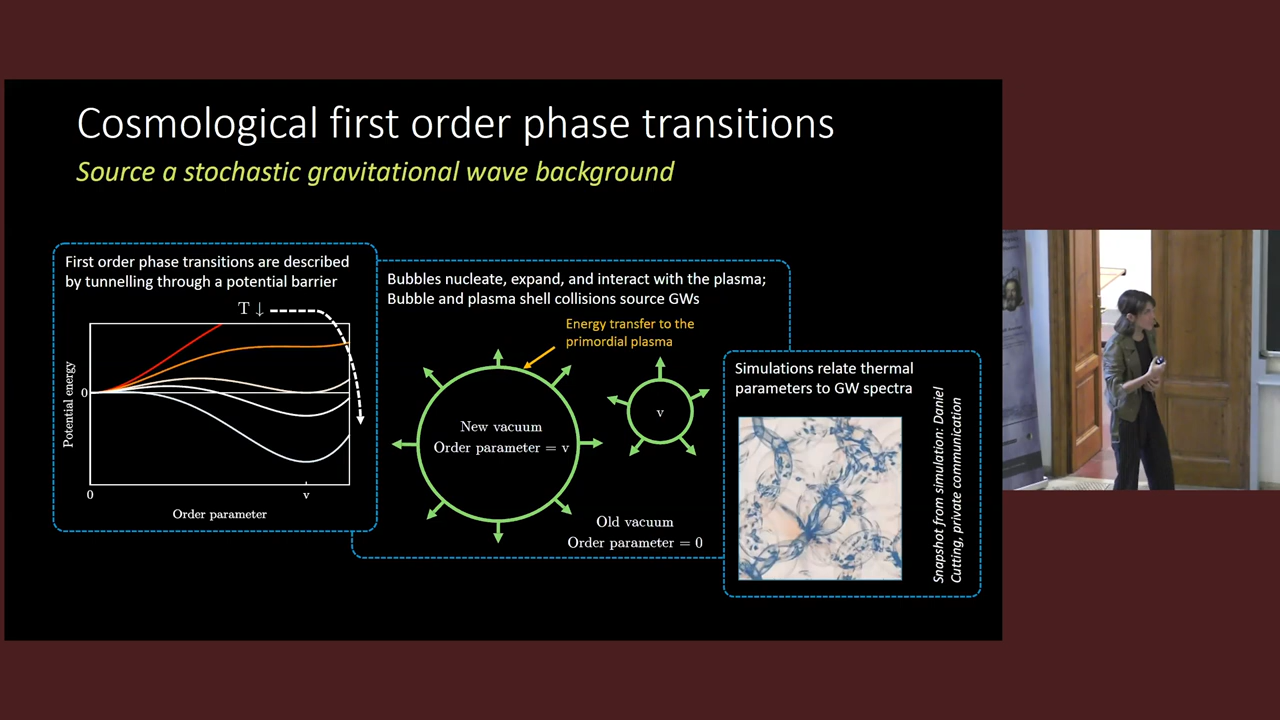 Cosmological first order phase transitions
Source a stochastic gravitational wave background
First order phase transitions are described
by tunnelling through a potential barrier
T ↓
Potential energy
0
0
v
Order parameter
Bubbles nucleate, expand, and interact with the plasma;
Bubble and plasma shell collisions source GWs
Energy transfer to the
primordial plasma
New vacuum
Order parameter = v
v
Old vacuum
Order parameter = 0
Simulations relate thermal
parameters to GW spectra
Snapshot from simulation: Daniel
Cutting, private communication